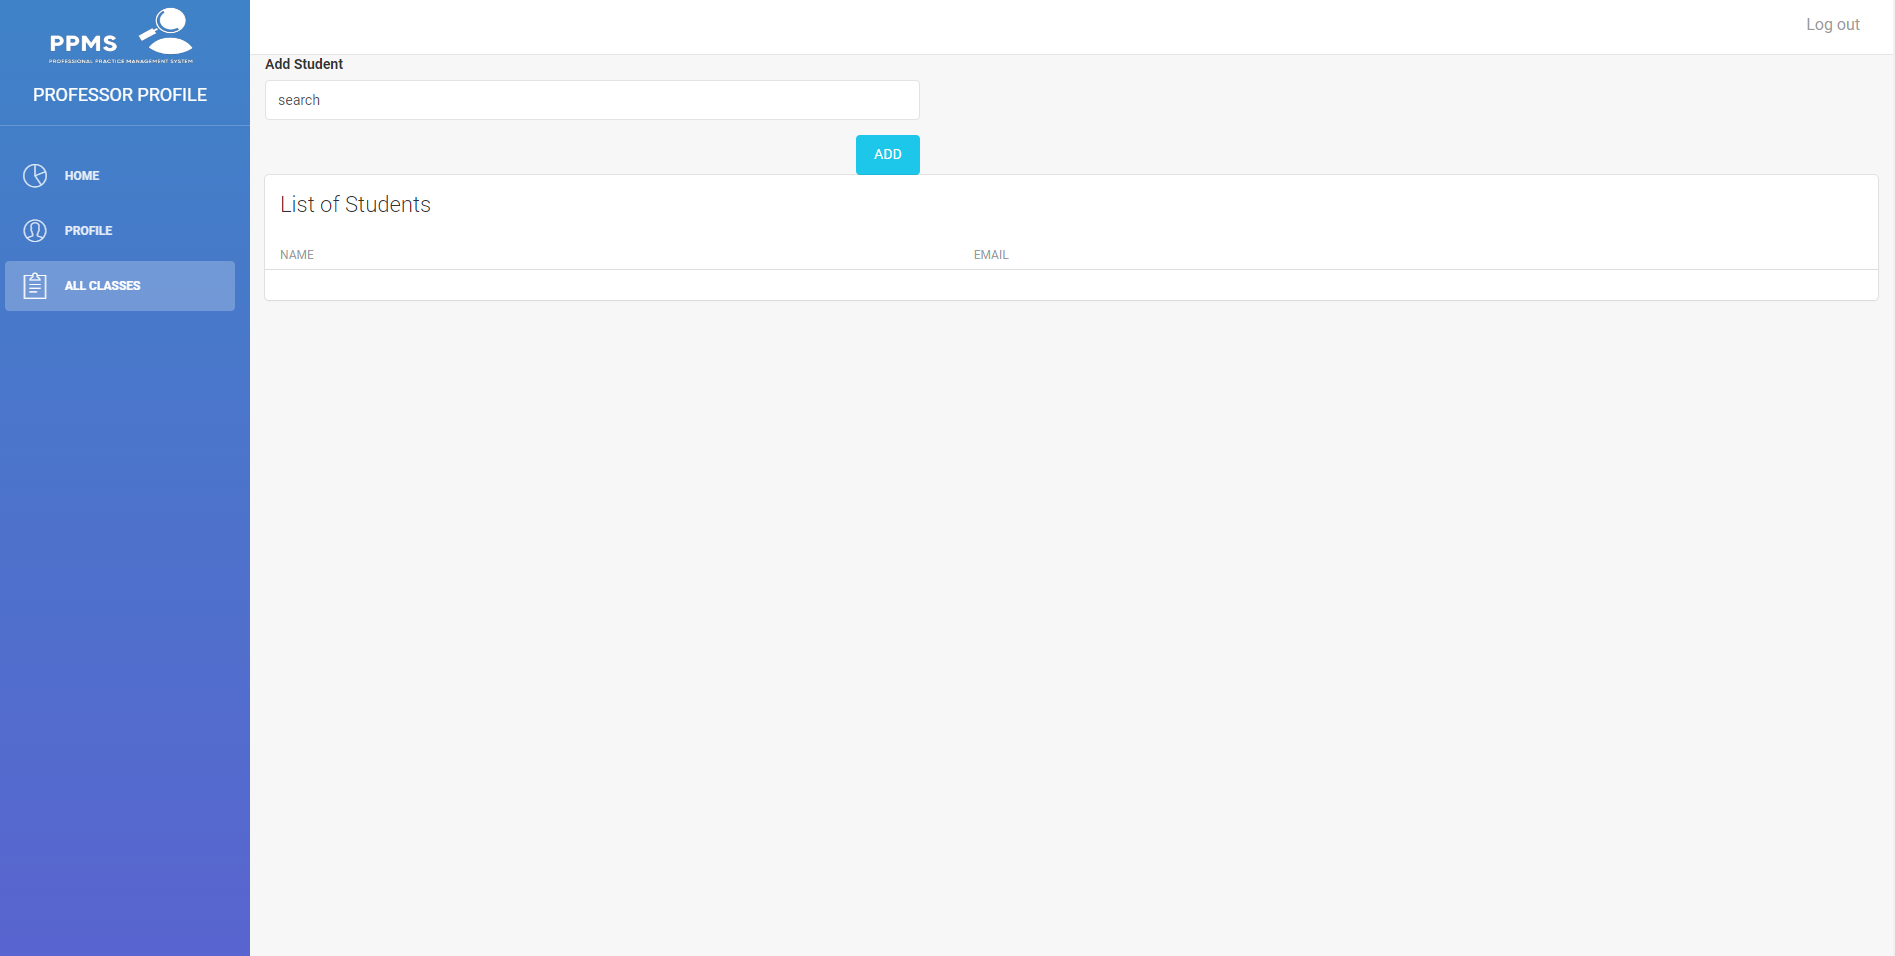 PPMS
PROFESSIONAL PRACTICE MANAGEMENT SYSTEM
PROFESSOR PROFILE
HOME
PROFILE
ALL CLASSES
Log out
Add Student
search
ADD
List of Students
NAME EMAIL